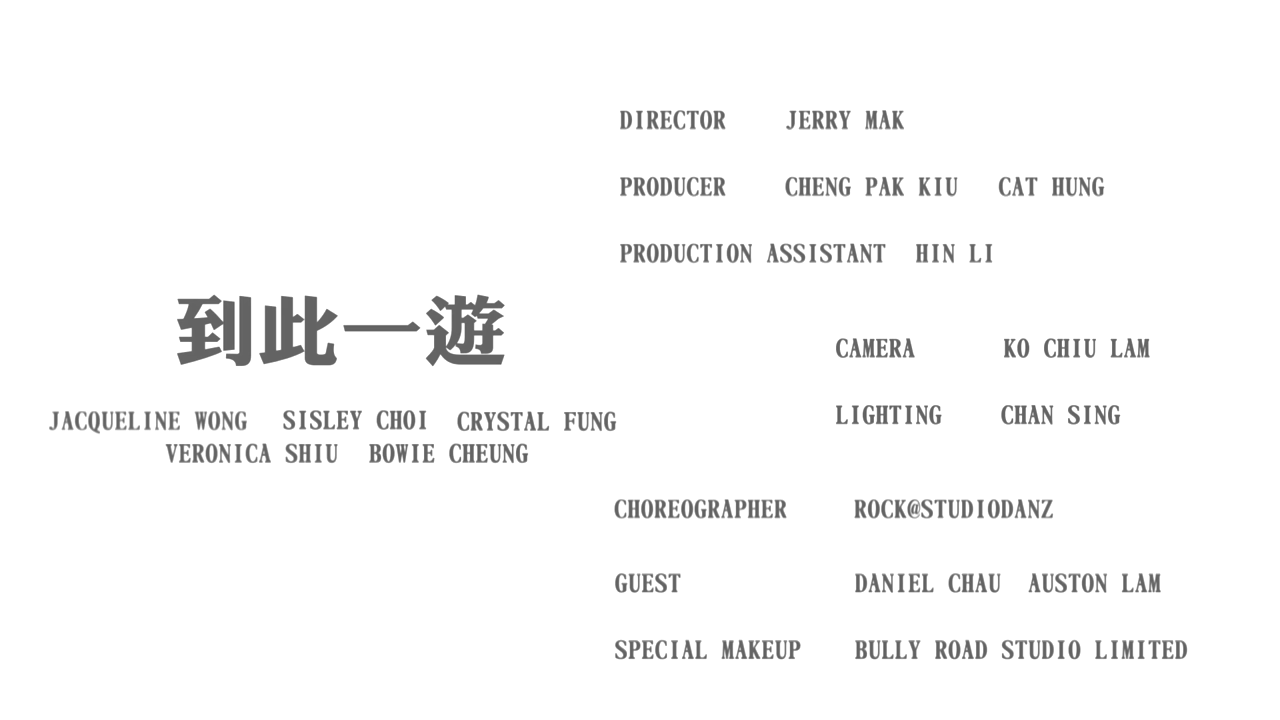 到此一遊
JACQUELINE WONG SISLEY CHOI CRYSTAL FUNG
VERONICA SHIU BOWIE CHEUNG
DIRECTOR JERRY MAK
PRODUCER CHENG PAK KIU CAT HUNG
PRODUCTION ASSISTANT HIN LI
CAMERA KO CHIU LAM
LIGHTING CHAN SING
CHOREOGRAPHER ROCK@STUDIODANZ
GUEST DANIEL CHAU AUSTON LAM
SPECIAL MAKEUP BULLY ROAD STUDIO LIMITED